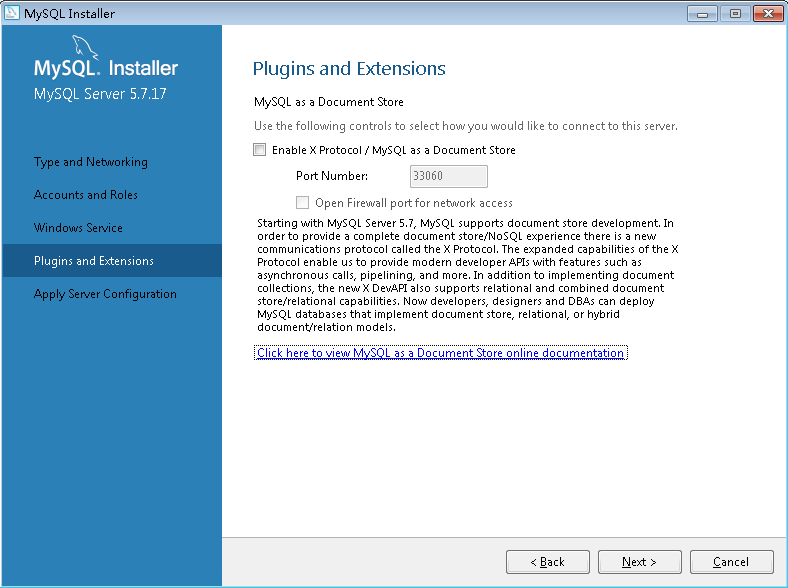 MySQL Installer
MySQL. Installer
MySQL Server 5.7.17
Type and Networking
Accounts and Roles
Windows Service
Plugins and Extensions
Apply Server Configuration
Plugins and Extensions
MySQL as a Document Store
Use the following controls to select how you would like to connect to this server.
Enable X Protocol / MySQL as a Document Store
Port Number: 33060
Open Firewall port for network access
Starting with MySQL Server 5.7, MySQL supports document store development. In
order to provide a complete document store/NoSQL experience there is a new
communications protocol called the X Protocol. The expanded capabilities of the X
Protocol enable us to provide modern developer APIs with features such as
asynchronous calls, pipelining, and more. In addition to implementing document
collections, the new X DevAPI also supports relational and combined document
store/relational capabilities. Now developers, designers and DBAs can deploy
MySQL databases that implement document store, relational, or hybrid
document/relation models.
Click here to view MySQL as a Document Store online documentation
< Back
Next >
Cancel